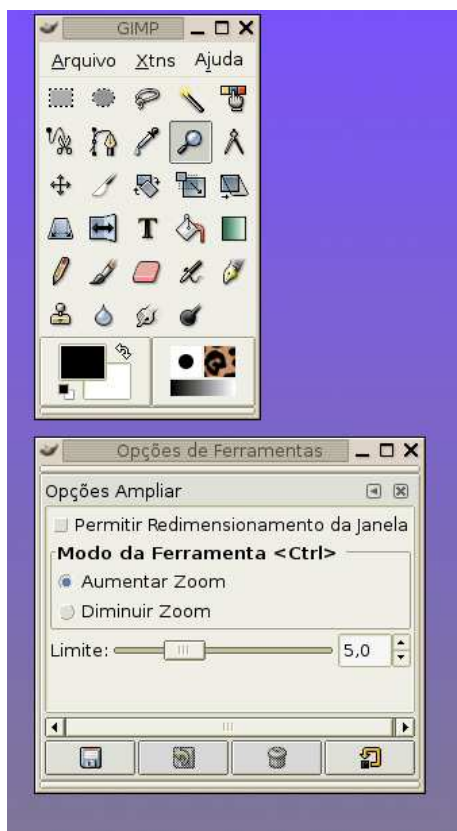 GIMP
Arquivo Xtns Ajuda
T
Opções de Ferramentas
Opções Ampliar
Permitir Redimensionamento da Janela
Modo da Ferramenta <Ctrl>
Aumentar Zoom
Diminuir Zoom
Limite: 5,0